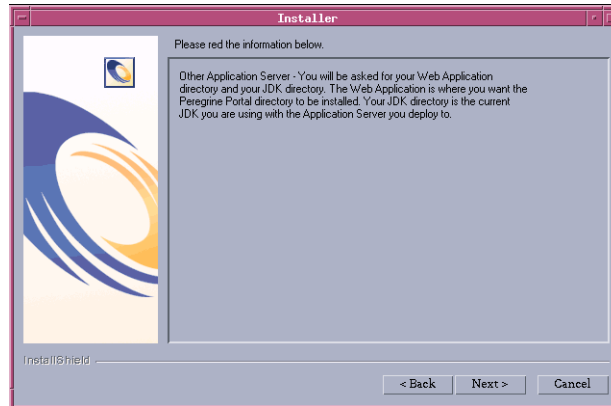 Installer
Please red the information below.
Other Application Server - You will be asked for your Web Application
directory and your JDK directory. The Web Application is where you want the
Peregrine Portal directory to be installed. Your JDK directory is the current
JDK you are using with the Application Server you deploy to.
InstallShield
< Back Next > Cancel